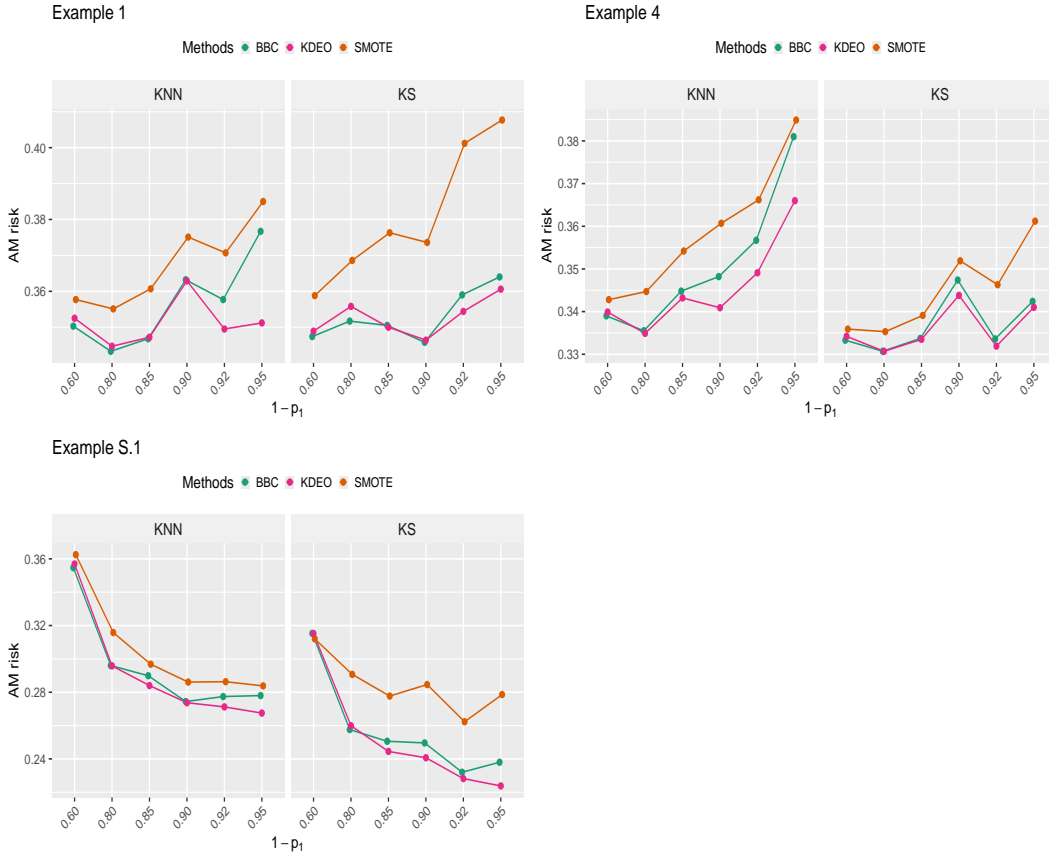 Example 1
Methods BBC KDEO SMOTE
KNN KS
AM risk
0.40
0.38
0.36
0.60 0.80 0.85 0.90 0.92 0.95 0.60 0.80 0.85 0.90 0.92 0.95
1 − p₁
Example 4
Methods BBC KDEO SMOTE
KNN KS
AM risk
0.38
0.37
0.36
0.35
0.34
0.33
0.60 0.80 0.85 0.90 0.92 0.95 0.60 0.80 0.85 0.90 0.92 0.95
1 − p₁
Example S.1
Methods BBC KDEO SMOTE
KNN KS
AM risk
0.36
0.32
0.28
0.24
0.60 0.80 0.85 0.90 0.92 0.95 0.60 0.80 0.85 0.90 0.92 0.95
1 − p₁